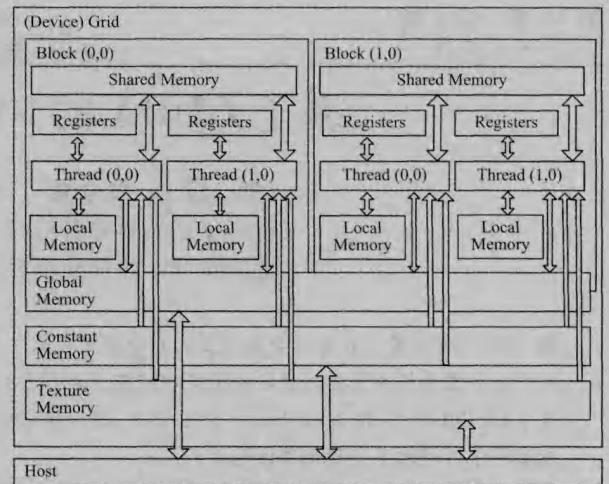 (Device) Grid
Block (0,0)
Block (1,0)
Shared Memory
Shared Memory
Registers
Registers
Registers
Registers
Thread (0,0)
Thread (1,0)
Thread (0,0)
Thread (1,0)
Local
Memory
Local
Memory
Local
Memory
Local
Memory
Global
Memory
Constant
Memory
Texture
Memory
Host